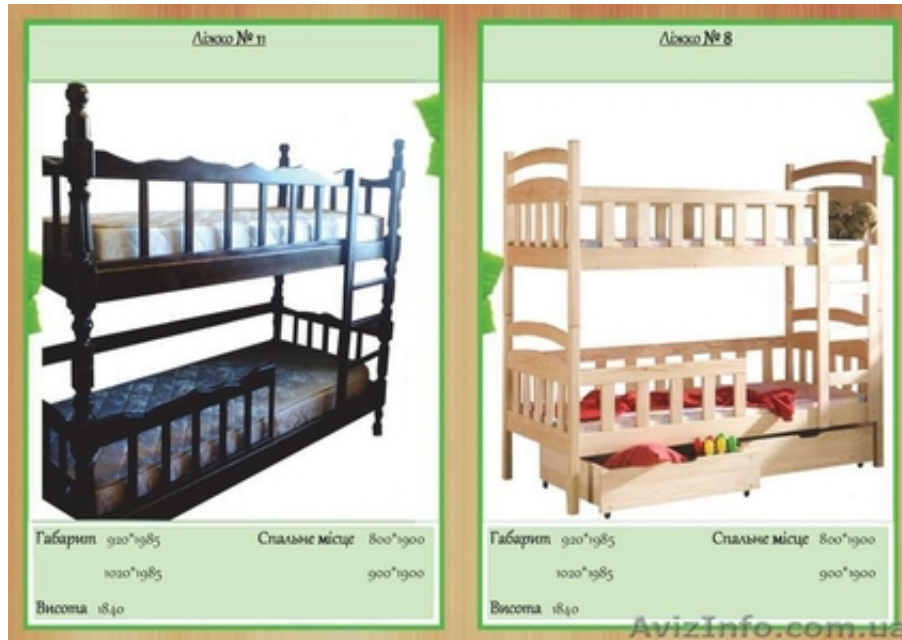 Ліжко № 11
Габарит 920*1985 Спальне місце 800*1900
1020*1985 900*1900
Висота 1840
Ліжко № 8
Габарит 920*1985 Спальне місце 800*1900
1020*1985 900*1900
Висота 1840
AvizInfo.com.ua